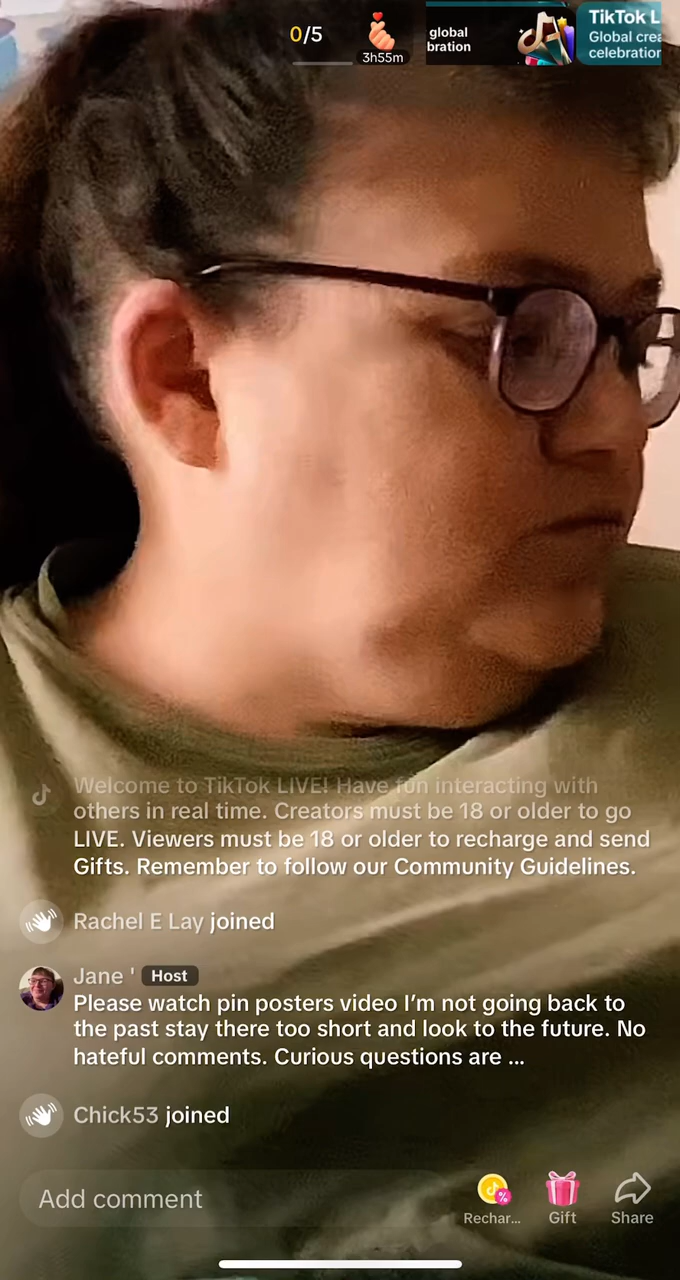 0/5
3h55m
global
bration
TikTok L
Global crea
celebration
Welcome to TikTok LIVE! Have fun interacting with
others in real time. Creators must be 18 or older to go
LIVE. Viewers must be 18 or older to recharge and send
Gifts. Remember to follow our Community Guidelines.
Rachel E Lay joined
Jane ' Host
Please watch pin posters video I’m not going back to
the past stay there too short and look to the future. No
hateful comments. Curious questions are ...
Chick53 joined
Add comment
Rechar...
Gift
Share